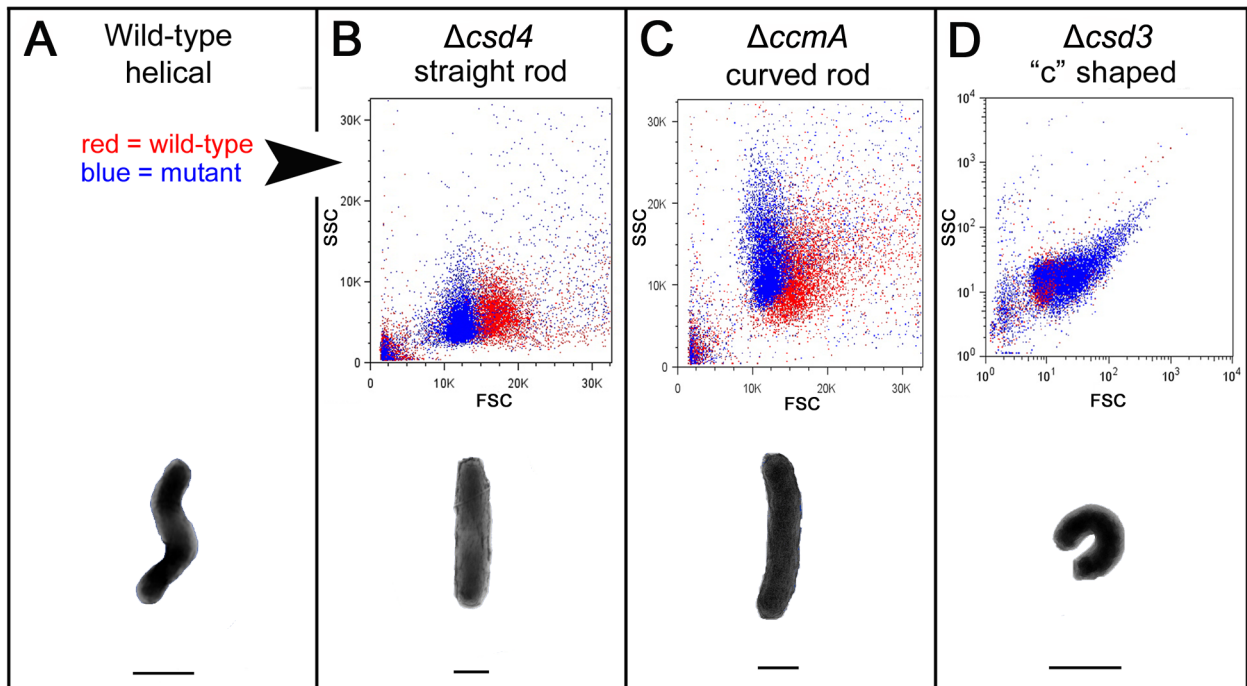 A
Wild-type
helical
red = wild-type
blue = mutant
B
Δcsd4
straight rod
30K
20K
10K
0
SSC
0
10K
20K
30K
FSC
C
ΔccmA
curved rod
30K
20K
10K
0
SSC
0
10K
20K
30K
FSC
D
Δcsd3
“c” shaped
10⁴
10³
10²
10¹
10⁰
SSC
10⁰
10¹
10²
10³
10⁴
FSC